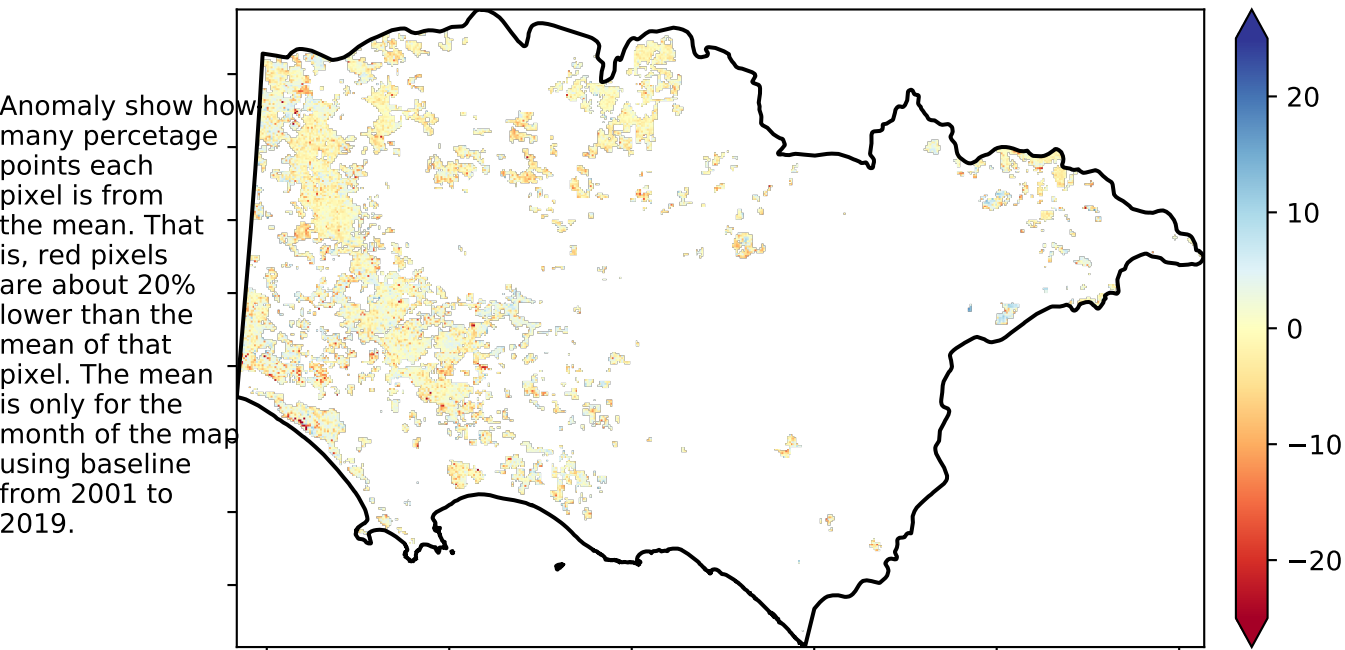 Anomaly show how
many percetage
points each
pixel is from
the mean. That
is, red pixels
are about 20%
lower than the
mean of that
pixel. The mean
is only for the
month of the map
using baseline
from 2001 to
2019.
20
10
0
−10
−20